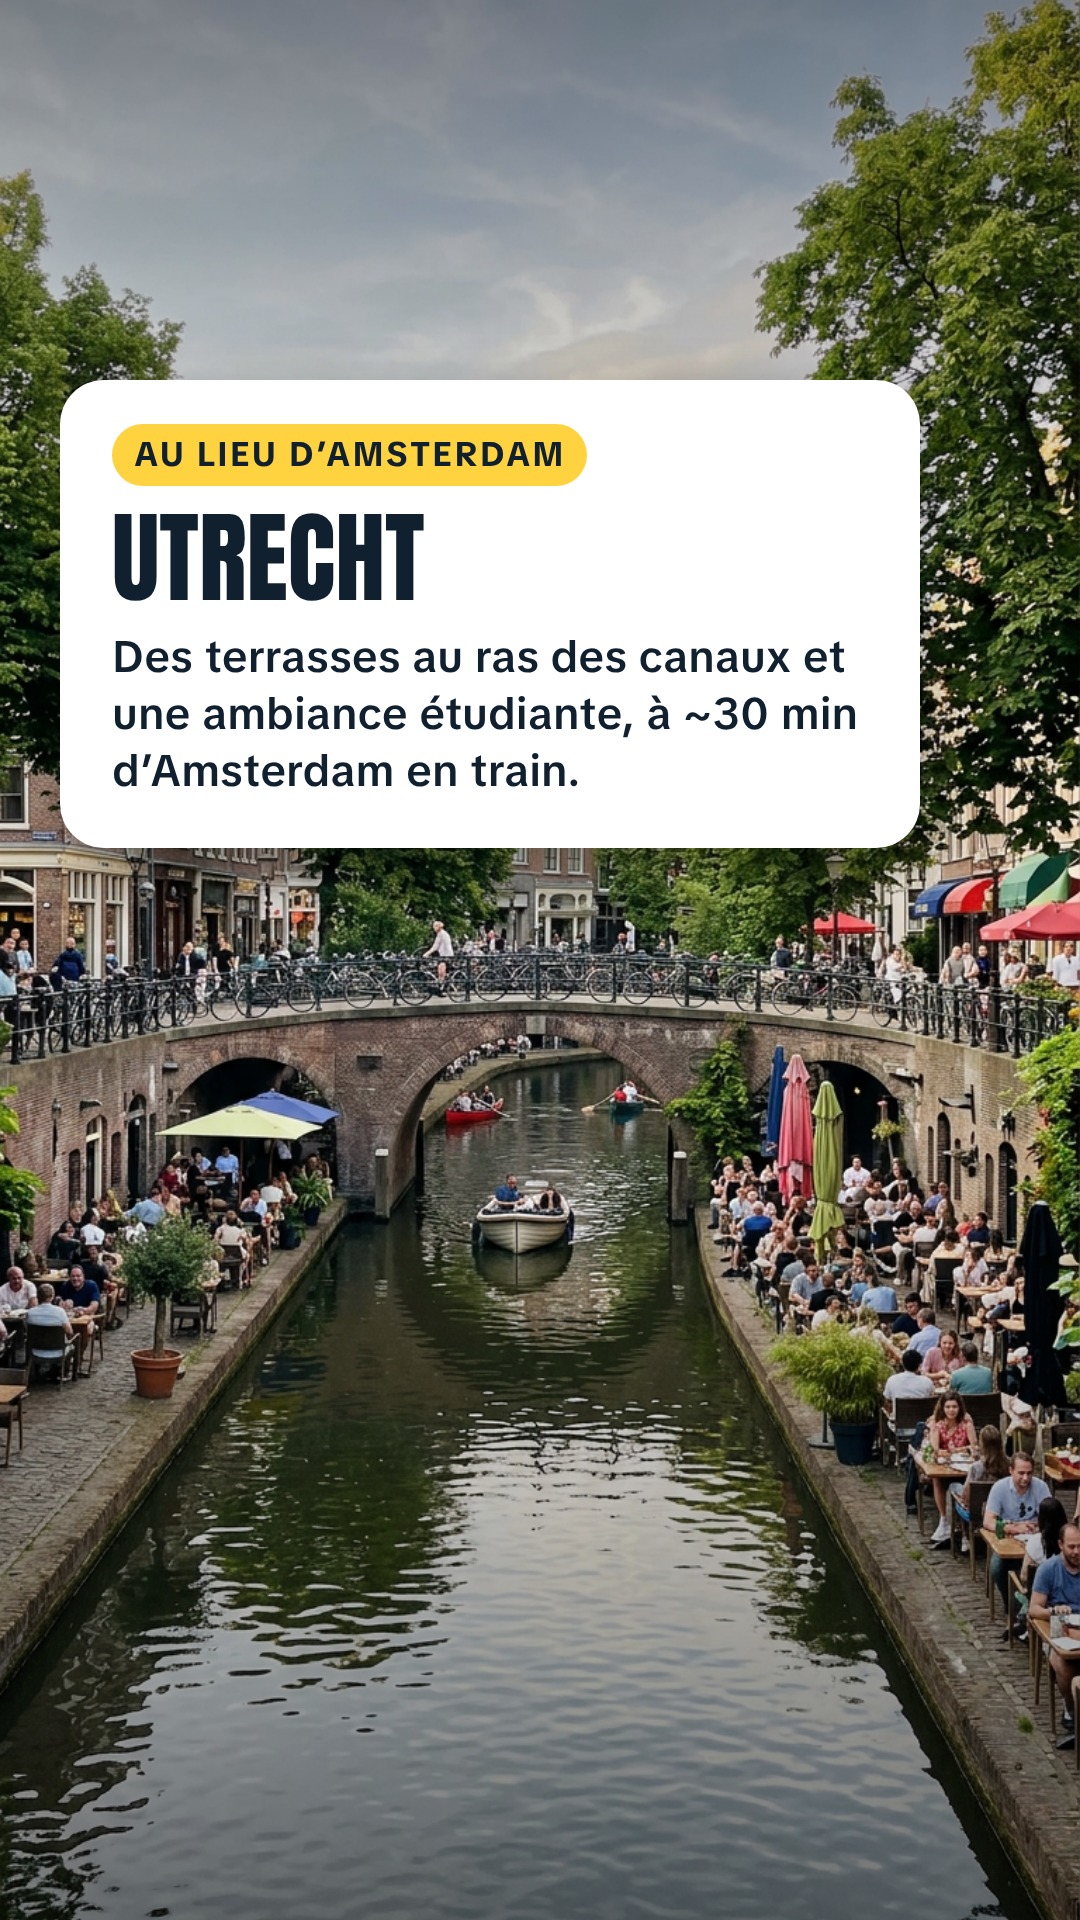 AU LIEU D’AMSTERDAM
UTRECHT
Des terrasses au ras des canaux et
une ambiance étudiante, à ~30 min
d’Amsterdam en train.